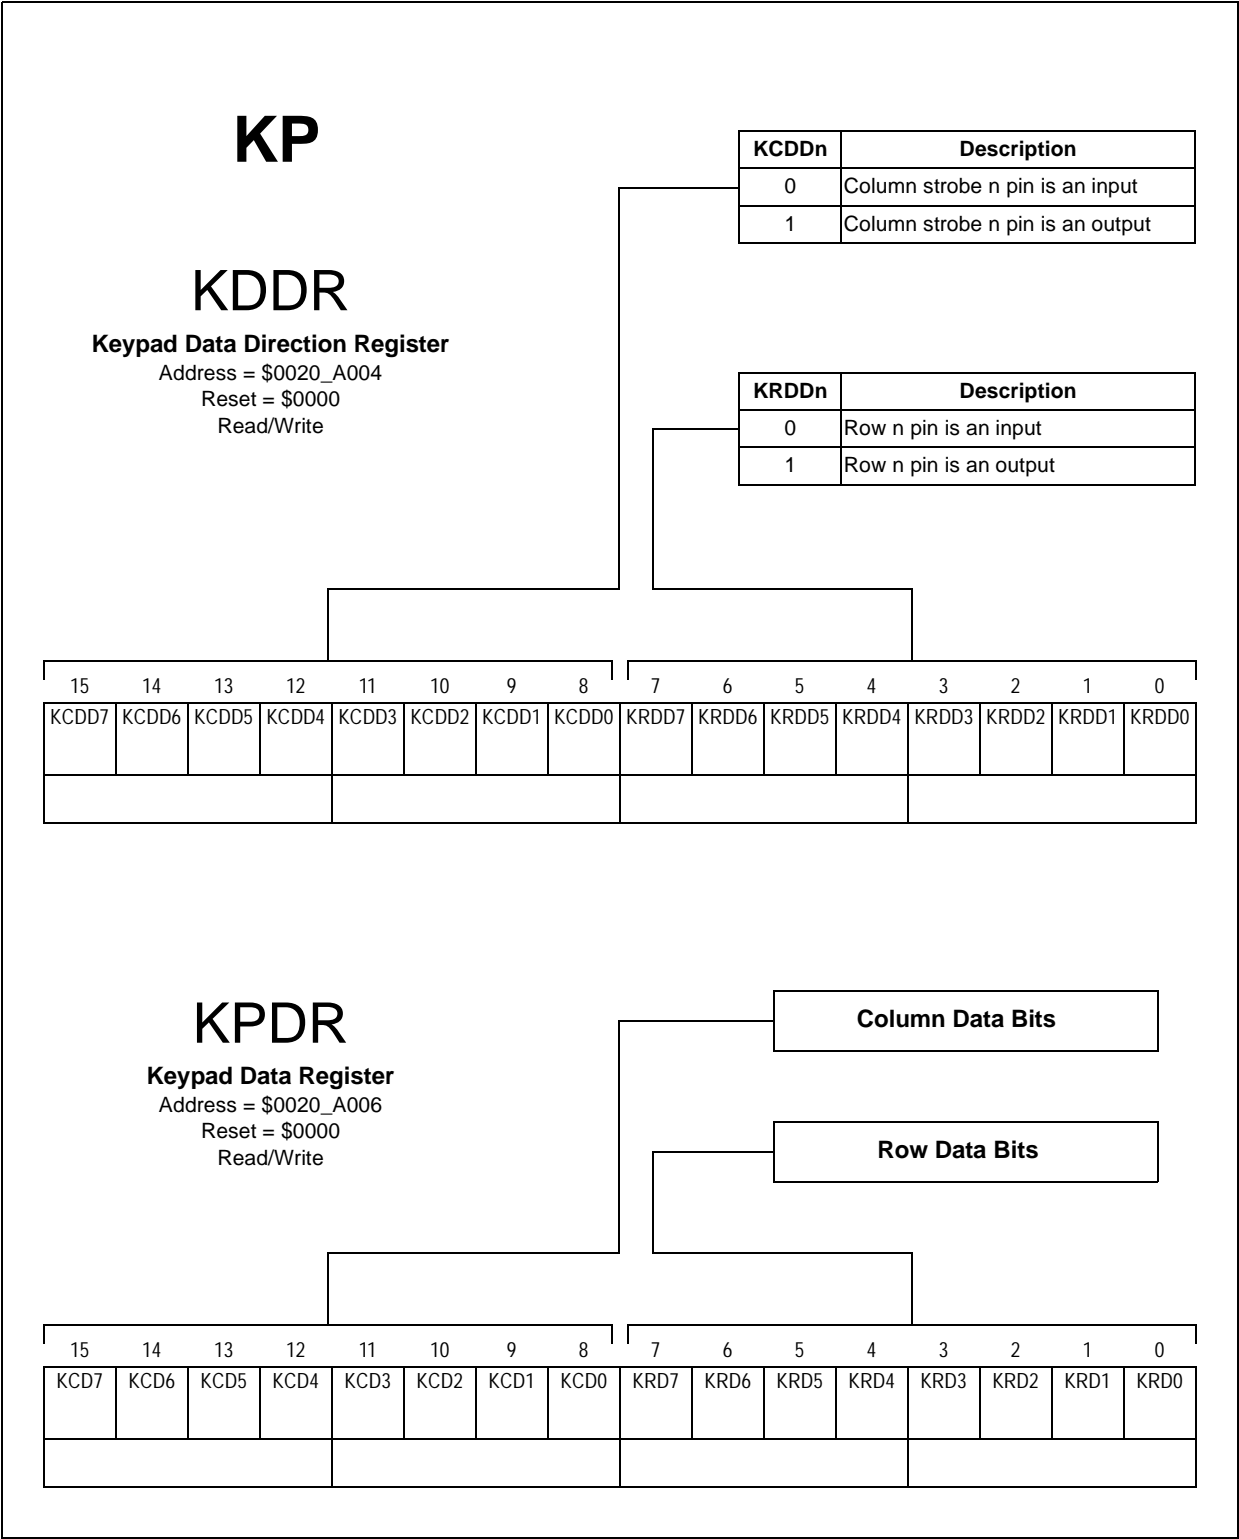 KP
KCDDn Description
0 Column strobe n pin is an input
1 Column strobe n pin is an output
KDDR
Keypad Data Direction Register
Address = $0020_A004
Reset = $0000
Read/Write
KRDDn Description
0 Row n pin is an input
1 Row n pin is an output
15 14 13 12 11 10 9 8 7 6 5 4 3 2 1 0
KCDD7 KCDD6 KCDD5 KCDD4 KCDD3 KCDD2 KCDD1 KCDD0 KRDD7 KRDD6 KRDD5 KRDD4 KRDD3 KRDD2 KRDD1 KRDD0
KPDR
Keypad Data Register
Address = $0020_A006
Reset = $0000
Read/Write
Column Data Bits
Row Data Bits
15 14 13 12 11 10 9 8 7 6 5 4 3 2 1 0
KCD7 KCD6 KCD5 KCD4 KCD3 KCD2 KCD1 KCD0 KRD7 KRD6 KRD5 KRD4 KRD3 KRD2 KRD1 KRD0